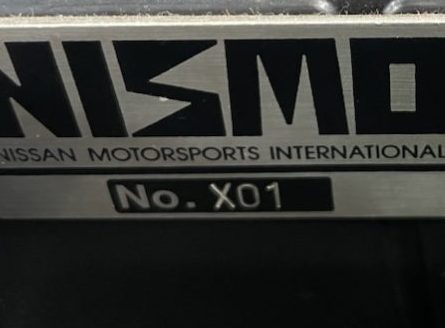 NISMO
NISSAN MOTORSPORTS INTERNATIONAL
No. X01